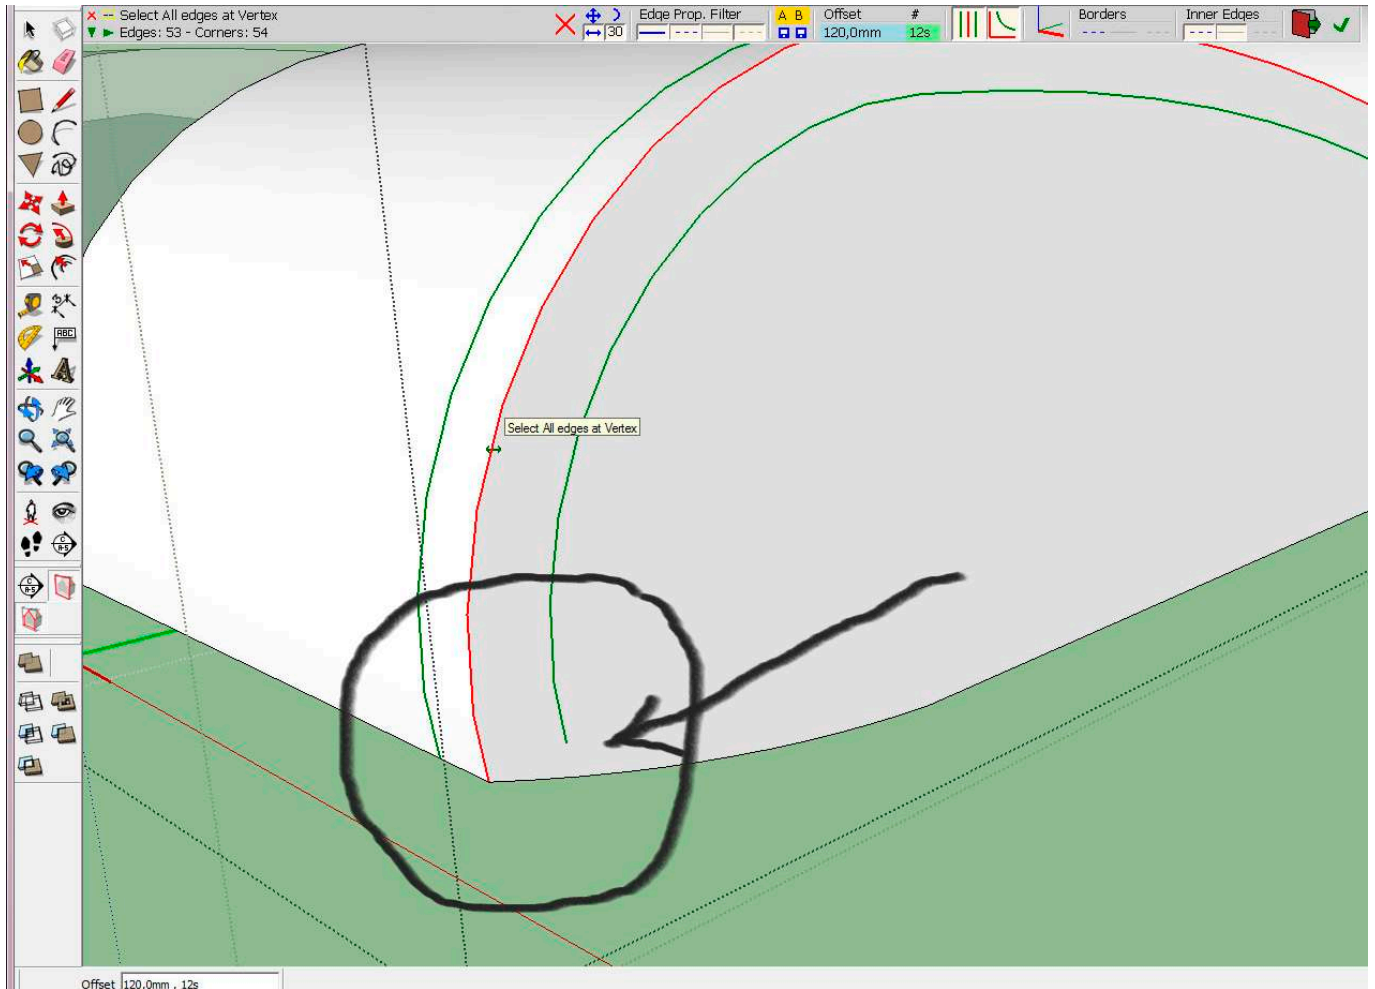 Select All edges at Vertex
Edges: 53 - Corners: 54
30
Edge Prop. Filter
A B
Offset
120,0mm
#
12s
Borders
Inner Edges
ABC
Select All edges at Vertex
Offset 120,0mm , 12s